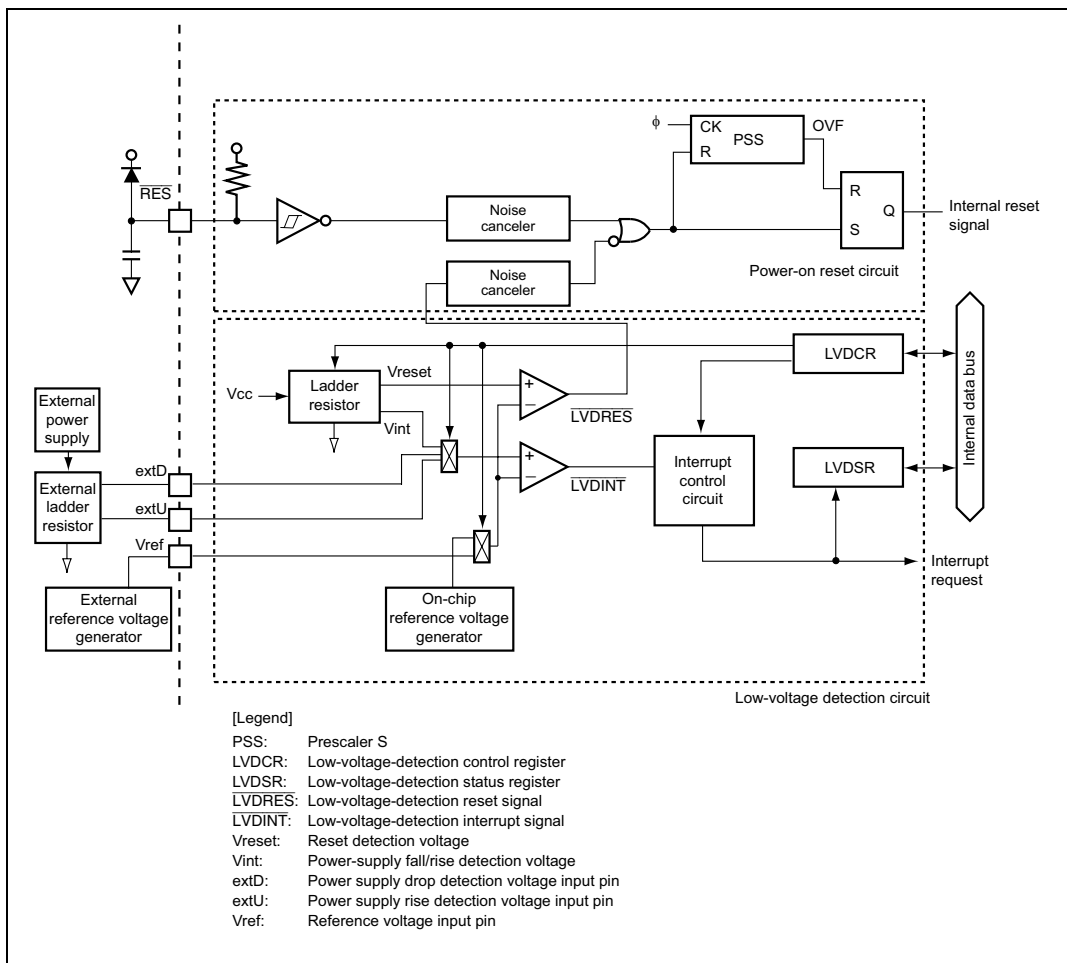 ϕ
CK
PSS
OVF
R
RES
Noise
canceler
R
Q
S
Internal reset
signal
Noise
canceler
Power-on reset circuit
LVDCR
Vreset
Vcc
Ladder
resistor
+
−
LVDRES
Vint
External
power
supply
Internal data bus
+
−
LVDINT
Interrupt
control
circuit
LVDSR
extD
External
ladder
resistor
extU
Vref
Interrupt
request
External
reference voltage
generator
On-chip
reference voltage
generator
Low-voltage detection circuit
[Legend]
PSS: Prescaler S
LVDCR: Low-voltage-detection control register
LVDSR: Low-voltage-detection status register
LVDRES: Low-voltage-detection reset signal
LVDINT: Low-voltage-detection interrupt signal
Vreset: Reset detection voltage
Vint: Power-supply fall/rise detection voltage
extD: Power supply drop detection voltage input pin
extU: Power supply rise detection voltage input pin
Vref: Reference voltage input pin